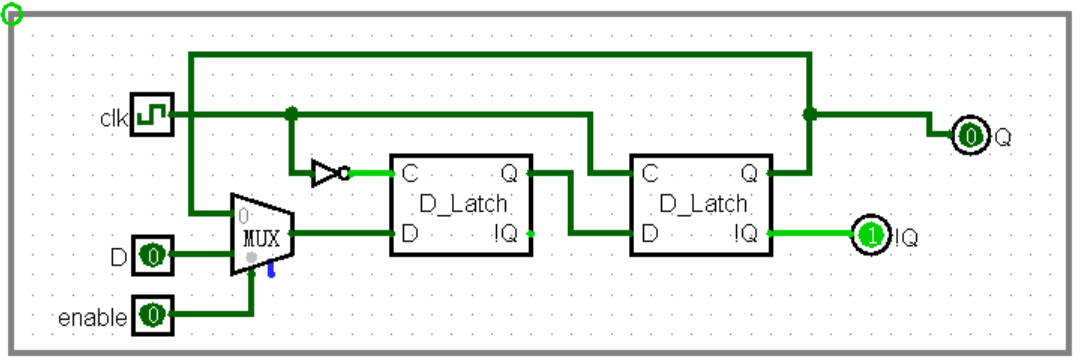 clk
C Q C Q
D_Latch D_Latch
D !Q D !Q
0 Q
0
MUX
D 0
1 !Q
enable 0